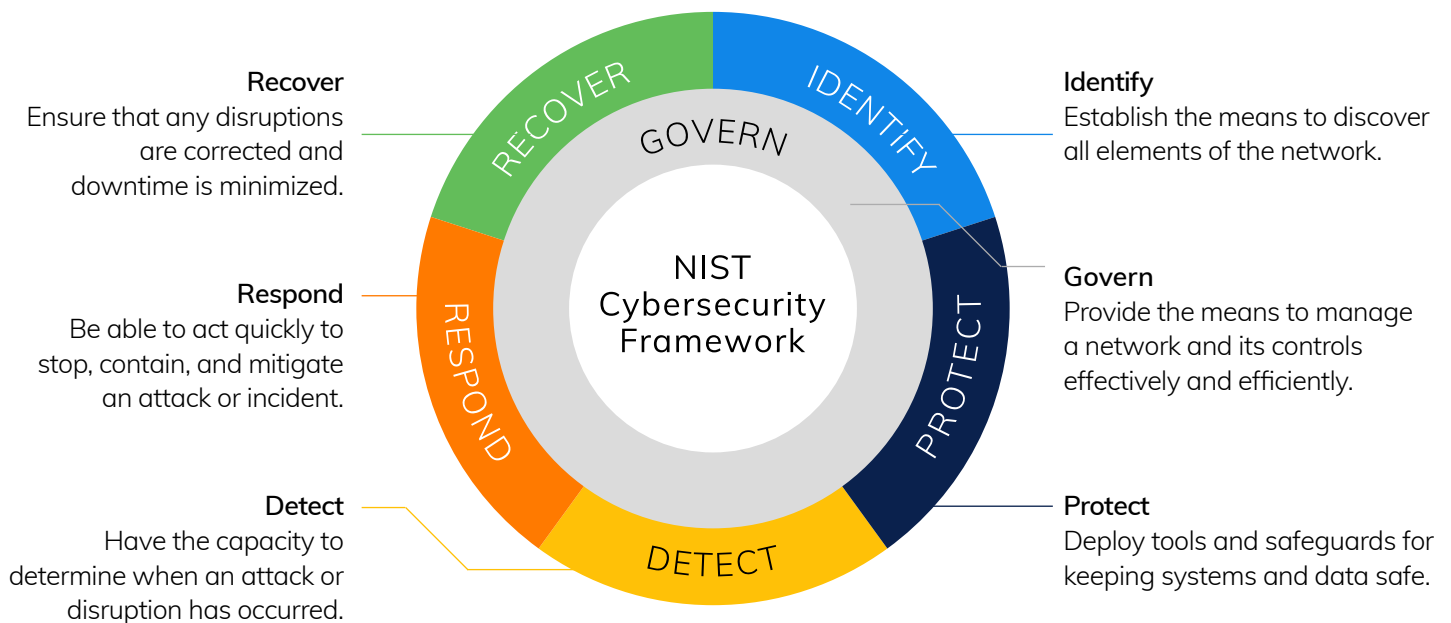 Recover
Ensure that any disruptions
are corrected and
downtime is minimized.
Respond
Be able to act quickly to
stop, contain, and mitigate
an attack or incident.
Detect
Have the capacity to
determine when an attack or
disruption has occurred.
RECOVER
IDENTIFY
GOVERN
NIST
Cybersecurity
Framework
RESPOND
PROTECT
DETECT
Identify
Establish the means to discover
all elements of the network.
Govern
Provide the means to manage
a network and its controls
effectively and efficiently.
Protect
Deploy tools and safeguards for
keeping systems and data safe.